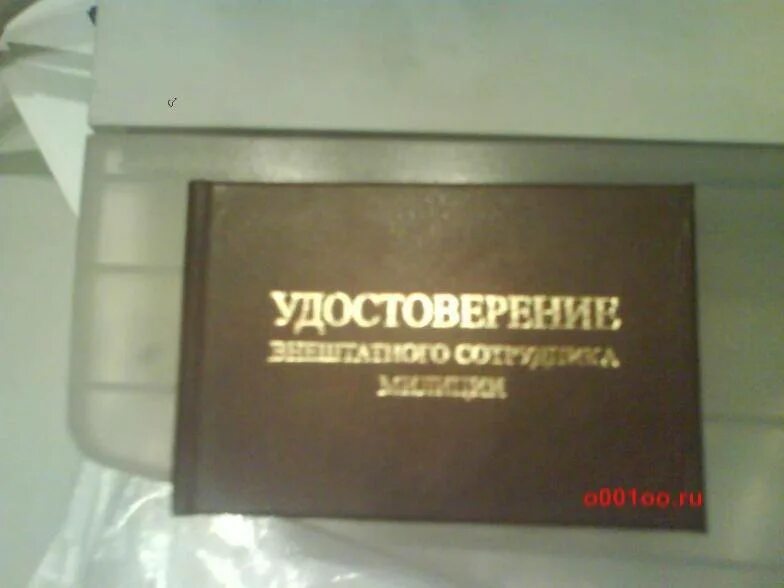 УДОСТОВЕРЕНИЕ
ВНЕШТАТНОГО СОТРУДНИКА
МИЛИЦИИ
o001oo.ru